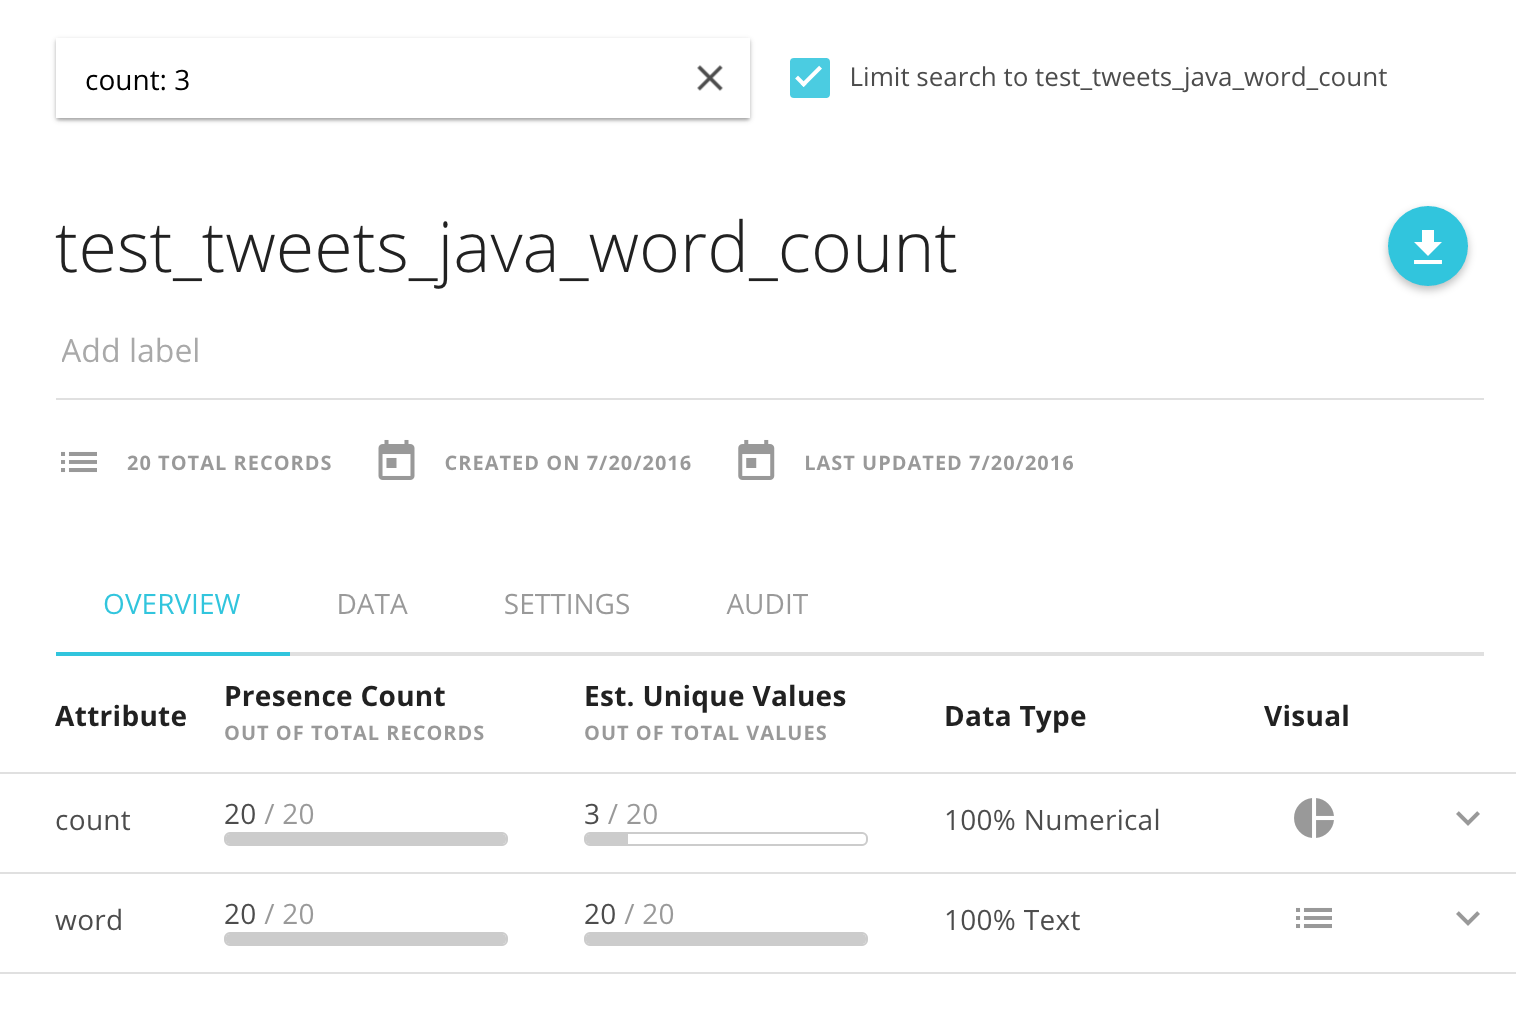 count: 3
Limit search to test_tweets_java_word_count
test_tweets_java_word_count
Add label
20 TOTAL RECORDS CREATED ON 7/20/2016 LAST UPDATED 7/20/2016
OVERVIEW DATA SETTINGS AUDIT
Attribute Presence Count Est. Unique Values Data Type Visual
OUT OF TOTAL RECORDS OUT OF TOTAL VALUES
count 20 / 20 3 / 20 100% Numerical
word 20 / 20 20 / 20 100% Text